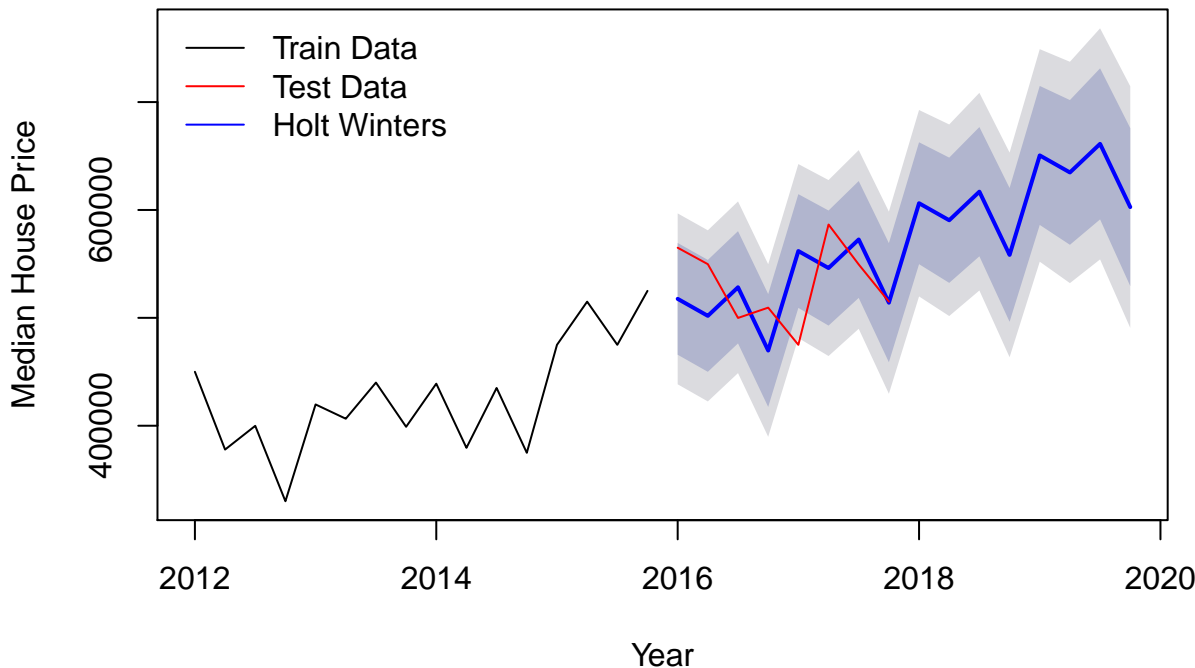 Train Data
Test Data
Holt Winters
Median House Price
600000
400000
2012 2014 2016 2018 2020
Year